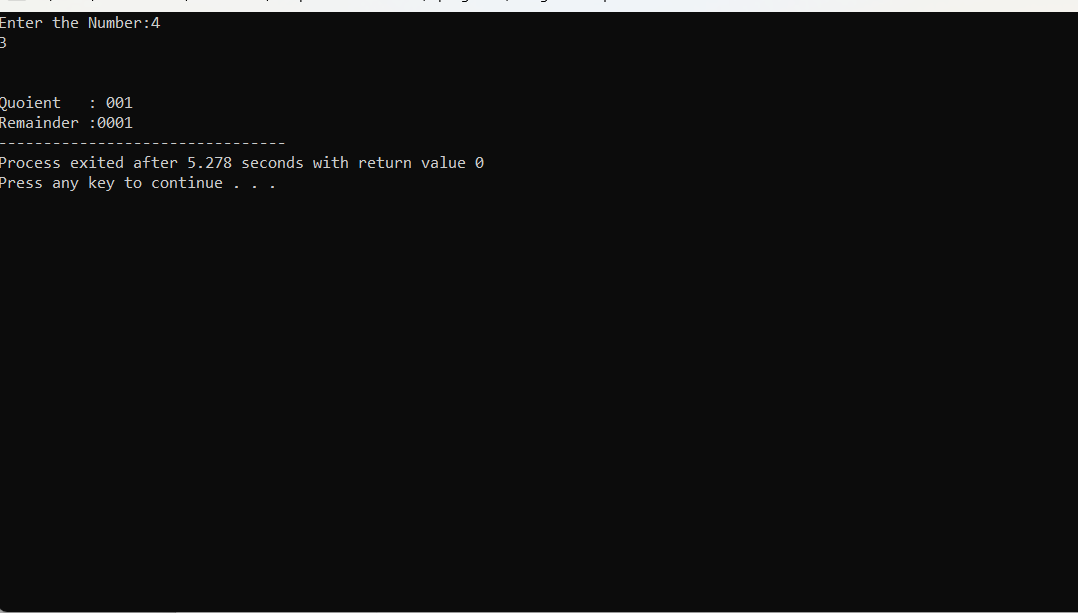 Enter the Number:4
3
Quoient   : 001
Remainder :0001
--------------------------------
Process exited after 5.278 seconds with return value 0
Press any key to continue . . .